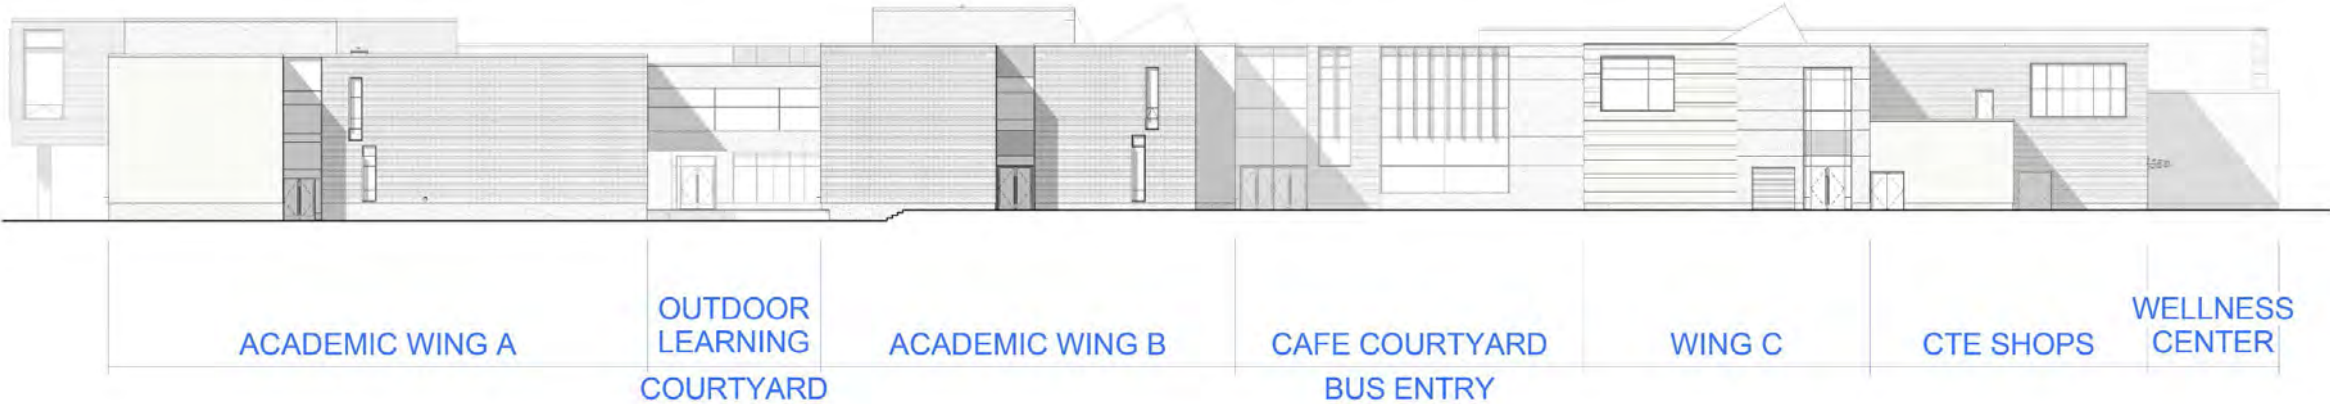 ACADEMIC WING A
OUTDOOR
LEARNING
COURTYARD
ACADEMIC WING B
CAFE COURTYARD
BUS ENTRY
WING C
CTE SHOPS
WELLNESS
CENTER